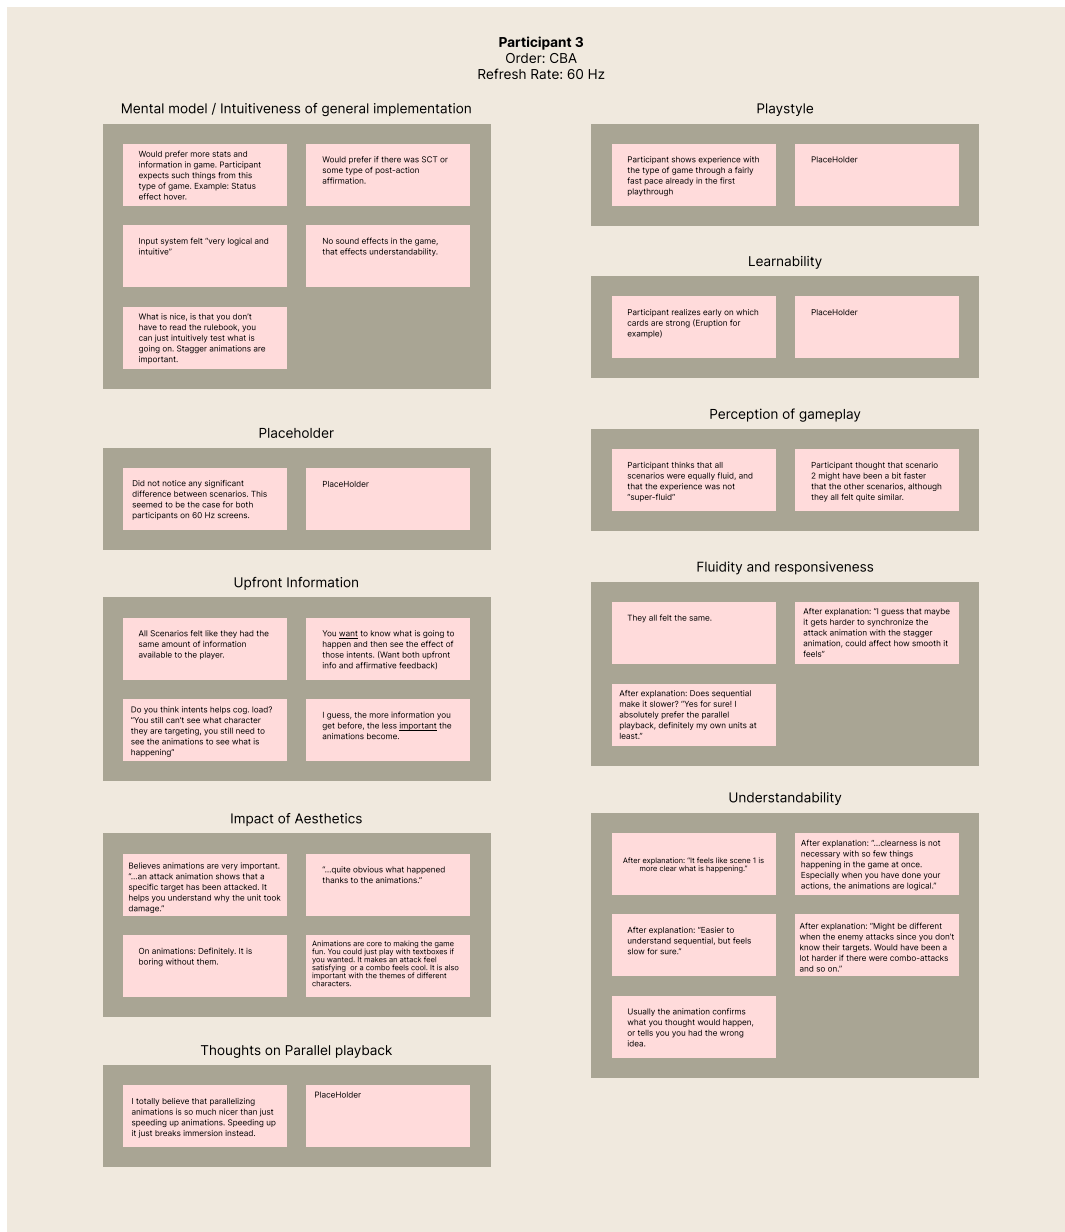 Participant 3
Order: CBA
Refresh Rate: 60 Hz
Mental model / Intuitiveness of general implementation
Would prefer more stats and
information in game. Participant
expects such things from this
type of game. Example: Status
effect hover.
Would prefer if there was SCT or
some type of post-action
affirmation.
Input system felt “very logical and
intuitive”
No sound effects in the game,
that effects understandability.
What is nice, is that you don’t
have to read the rulebook, you
can just intuitively test what is
going on. Stagger animations are
important.
Placeholder
Did not notice any significant
difference between scenarios. This
seemed to be the case for both
participants on 60 Hz screens.
PlaceHolder
Upfront Information
All Scenarios felt like they had the
same amount of information
available to the player.
You want to know what is going to
happen and then see the effect of
those intents. (Want both upfront
info and affirmative feedback)
Do you think intents helps cog. load?
“You still can’t see what character
they are targeting, you still need to
see the animations to see what is
happening”
I guess, the more information you
get before, the less important the
animations become.
Impact of Aesthetics
Believes animations are very important.
“...an attack animation shows that a
specific target has been attacked. It
helps you understand why the unit took
damage.”
“...quite obvious what happened
thanks to the animations.”
On animations: Definitely. It is
boring without them.
Animations are core to making the game
fun. You could just play with textboxes if
you wanted. It makes an attack feel
satisfying  or a combo feels cool. It is also
important with the themes of different
characters.
Thoughts on Parallel playback
I totally believe that parallelizing
animations is so much nicer than just
speeding up animations. Speeding up
it just breaks immersion instead.
PlaceHolder
Playstyle
Participant shows experience with
the type of game through a fairly
fast pace already in the first
playthrough
PlaceHolder
Learnability
Participant realizes early on which
cards are strong (Eruption for
example)
PlaceHolder
Perception of gameplay
Participant thinks that all
scenarios were equally fluid, and
that the experience was not
“super-fluid”
Participant thought that scenario
2 might have been a bit faster
that the other scenarios, although
they all felt quite similar.
Fluidity and responsiveness
They all felt the same.
After explanation: “I guess that maybe
it gets harder to synchronize the
attack animation with the stagger
animation, could affect how smooth it
feels”
After explanation: Does sequential
make it slower? “Yes for sure! I
absolutely prefer the parallel
playback, definitely my own units at
least.”
Understandability
After explanation: “It feels like scene 1 is
more clear what is happening.”
After explanation: “...clearness is not
necessary with so few things
happening in the game at once.
Especially when you have done your
actions, the animations are logical.”
After explanation: “Easier to
understand sequential, but feels
slow for sure.”
After explanation: “Might be different
when the enemy attacks since you don’t
know their targets. Would have been a
lot harder if there were combo-attacks
and so on.”
Usually the animation confirms
what you thought would happen,
or tells you you had the wrong
idea.